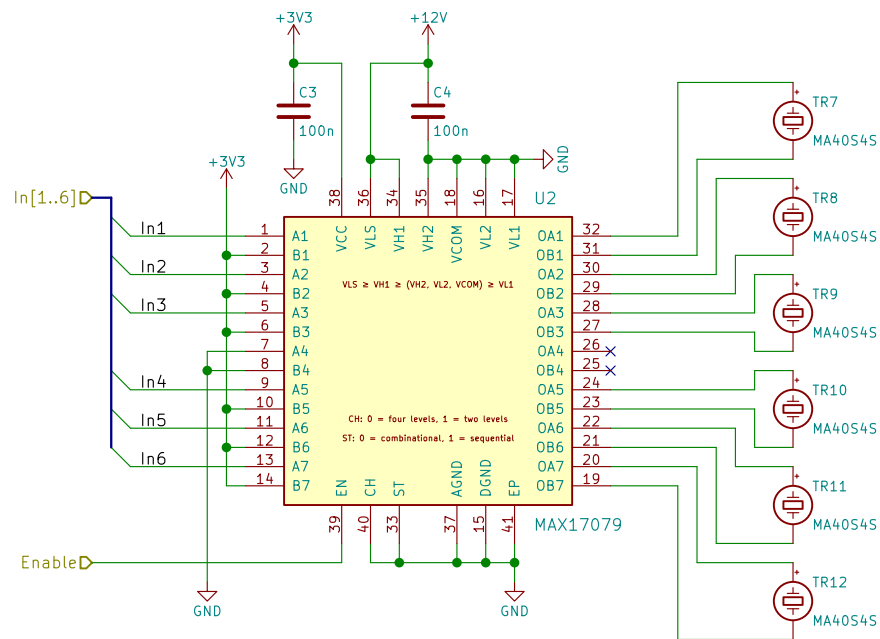 +3V3
+12V
C3
100n
C4
100n
GND
GND
+3V3
In[1..6]
38
36
34
35
18
16
17
U2
VCC
VLS
VH1
VH2
VCOM
VL2
VL1
VLS ≥ VH1 ≥ (VH2, VL2, VCOM) ≥ VL1
In1 1 A1
2 B1
In2 3 A2
4 B2
In3 5 A3
6 B3
7 A4
8 B4
In4 9 A5
10 B5
In5 11 A6
12 B6
In6 13 A7
14 B7
OA1 32
OB1 31
OA2 30
OB2 29
OA3 28
OB3 27
OA4 26
OB4 25
OA5 24
OB5 23
OA6 22
OB6 21
OA7 20
OB7 19
CH: 0 = four levels, 1 = two levels
ST: 0 = combinational, 1 = sequential
EN
CH
ST
AGND
DGND
EP
39
40
33
37
15
41
MAX17079
Enable
GND
GND
+
TR7
MA40S4S
+
TR8
MA40S4S
+
TR9
MA40S4S
+
TR10
MA40S4S
+
TR11
MA40S4S
+
TR12
MA40S4S